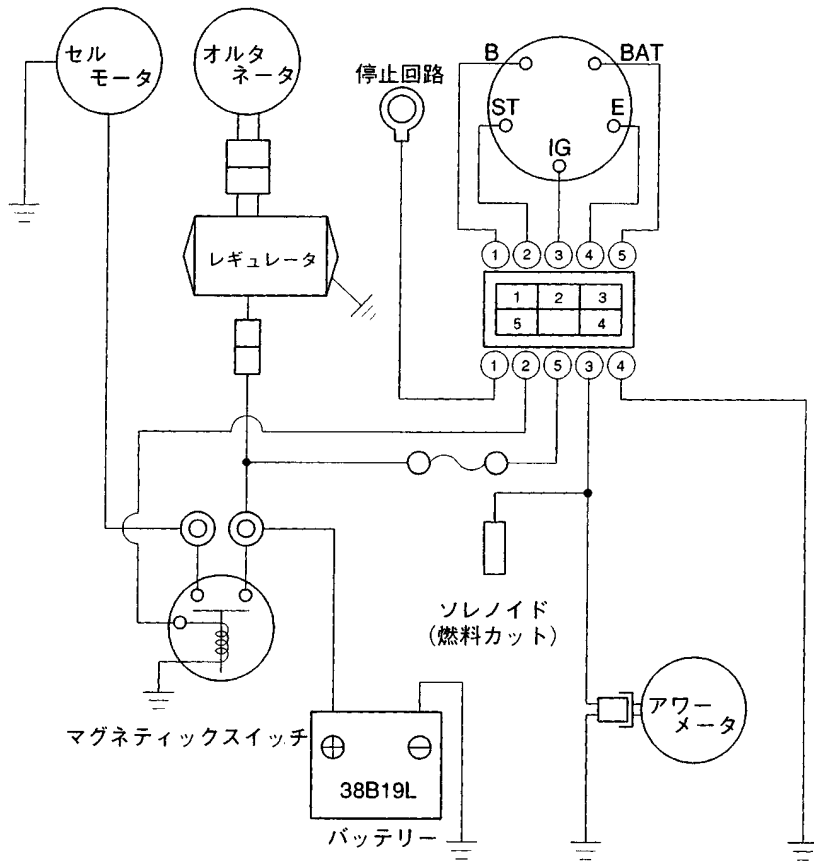 セル
モータ
オルタ
ネータ
停止回路
B
BAT
ST
E
IG
レギュレータ
1 2 3 4 5
1 2 3
5 4
1 2 5 3 4
ソレノイド
(燃料カット)
アワー
メータ
マグネティックスイッチ
38B19L
バッテリー